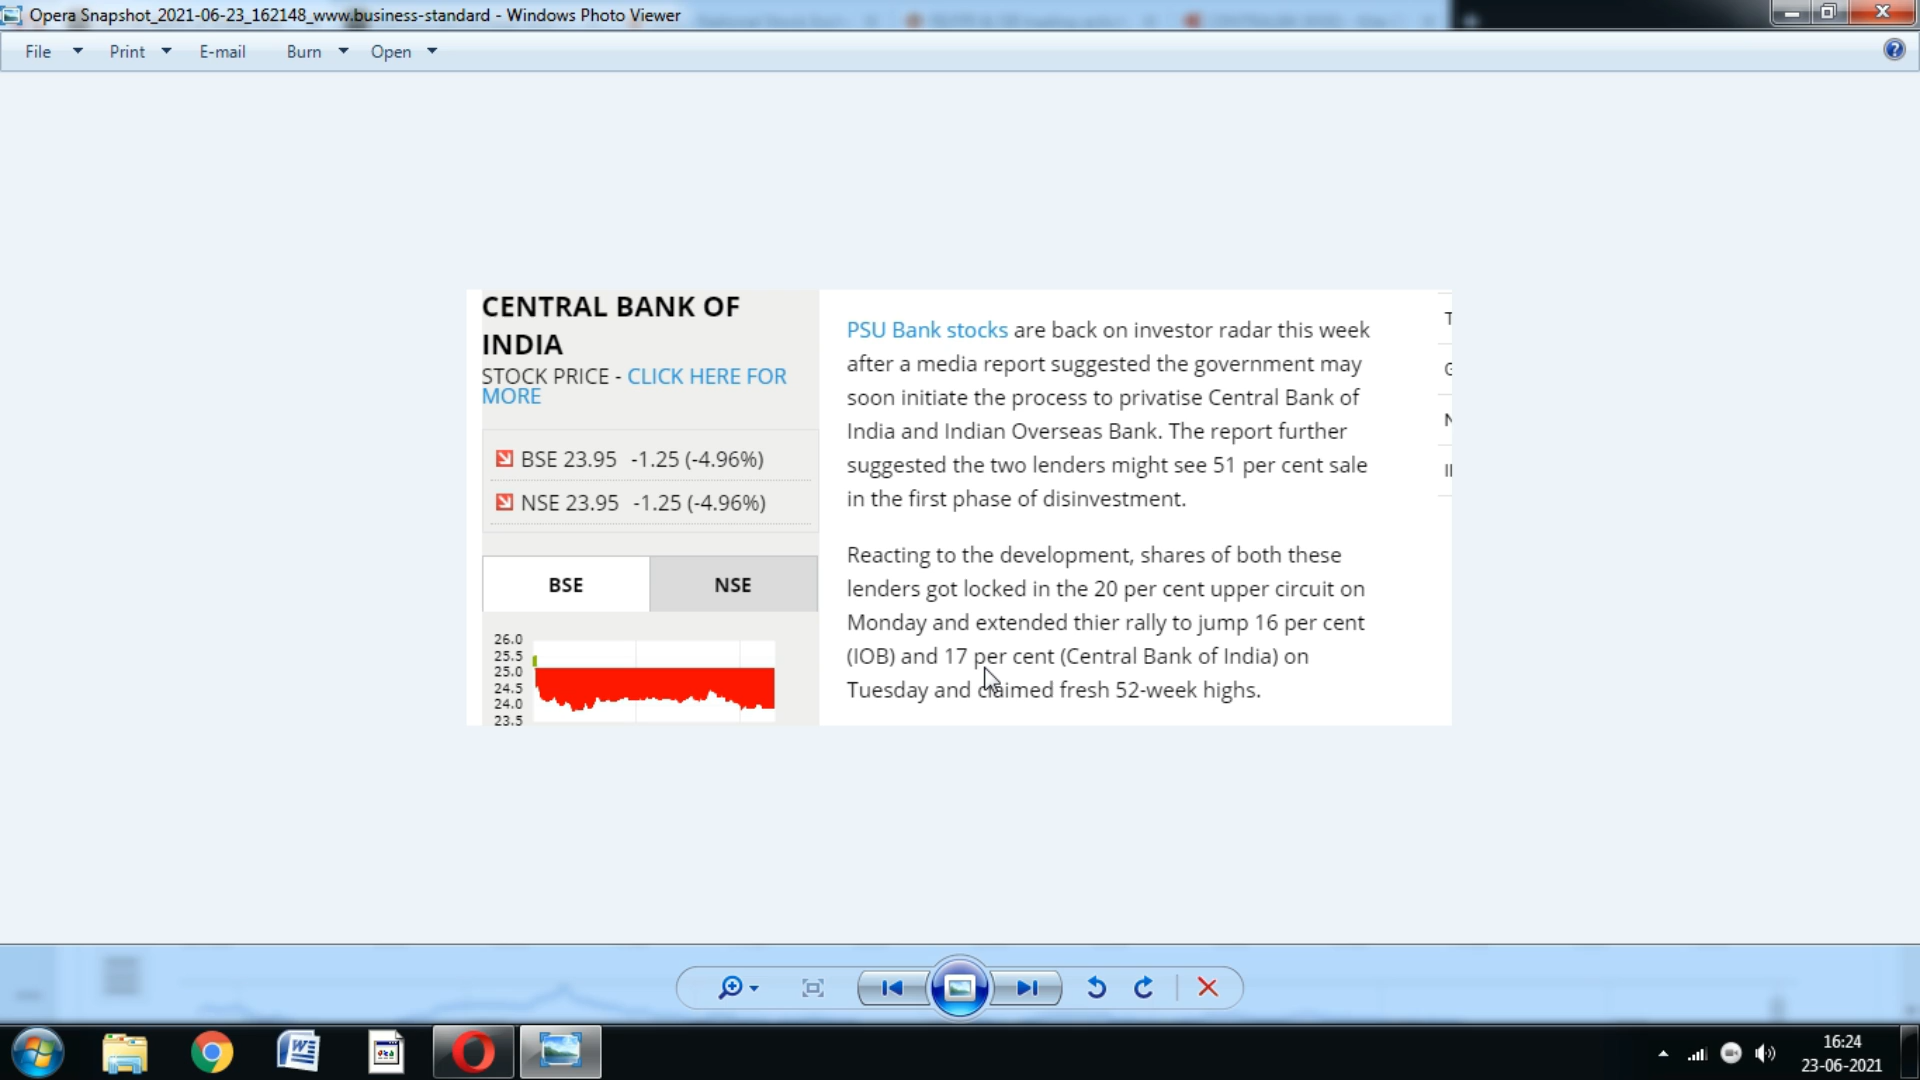 Opera Snapshot_2021-06-23_162148_www.business-standard - Windows Photo Viewer
File Print E-mail Burn Open
CENTRAL BANK OF
INDIA
STOCK PRICE - CLICK HERE FOR
MORE
BSE 23.95 -1.25 (-4.96%)
NSE 23.95 -1.25 (-4.96%)
BSE NSE
26.0
25.5
25.0
24.5
24.0
23.5
PSU Bank stocks are back on investor radar this week
after a media report suggested the government may
soon initiate the process to privatise Central Bank of
India and Indian Overseas Bank. The report further
suggested the two lenders might see 51 per cent sale
in the first phase of disinvestment.
Reacting to the development, shares of both these
lenders got locked in the 20 per cent upper circuit on
Monday and extended thier rally to jump 16 per cent
(IOB) and 17 per cent (Central Bank of India) on
Tuesday and claimed fresh 52-week highs.
16:24
23-06-2021